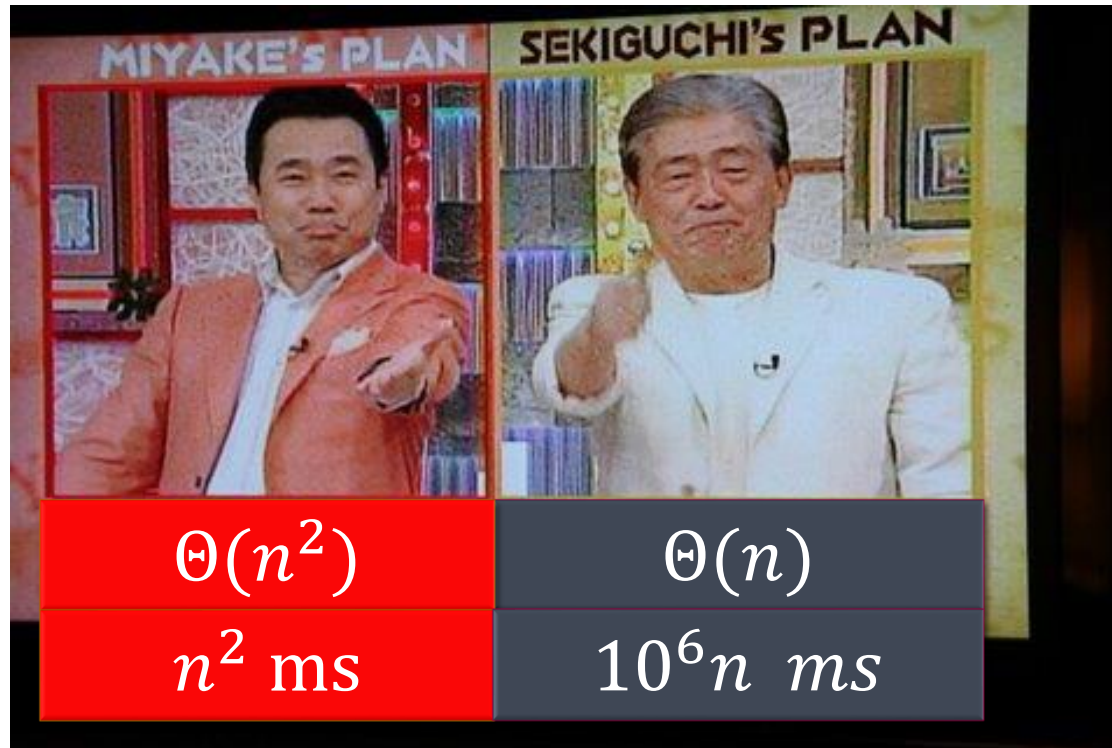 MIYAKE's PLAN
SEKIGUCHI's PLAN
Θ(n²)
Θ(n)
n² ms
10⁶n ms